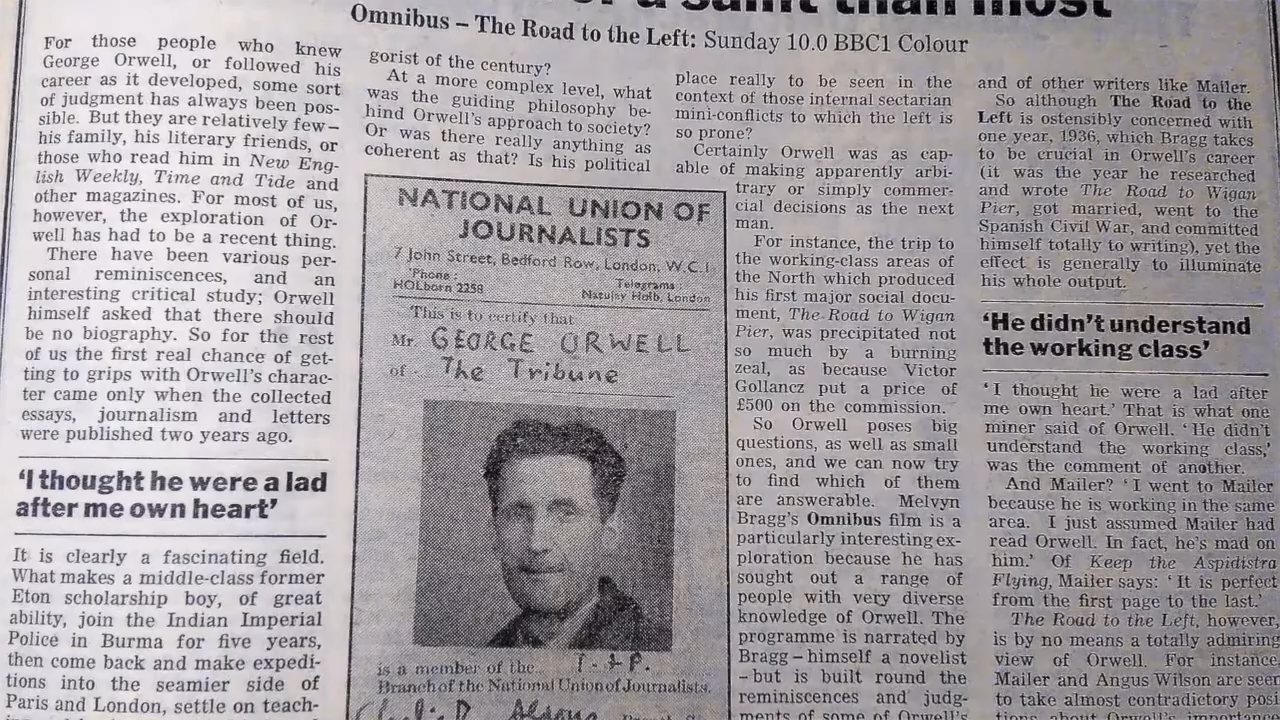 a saint than most
Omnibus – The Road to the Left: Sunday 10.0 BBC1 Colour
For those people who knew
George Orwell, or followed his
career as it developed, some sort
of judgment has always been pos-
sible. But they are relatively few –
his family, his literary friends, or
those who read him in New Eng-
lish Weekly, Time and Tide and
other magazines. For most of us,
however, the exploration of Or-
well has had to be a recent thing.
There have been various per-
sonal reminiscences, and an
interesting critical study; Orwell
himself asked that there should
be no biography. So for the rest
of us the first real chance of get-
ting to grips with Orwell's charac-
ter came only when the collected
essays, journalism and letters
were published two years ago.
'I thought he were a lad
after me own heart'
It is clearly a fascinating field.
What makes a middle-class former
Eton scholarship boy, of great
ability, join the Indian Imperial
Police in Burma for five years,
then come back and make expedi-
tions into the seamier side of
Paris and London, settle on teach-
gorist of the century?
At a more complex level, what
was the guiding philosophy be-
hind Orwell's approach to society?
Or was there really anything as
coherent as that? Is his political
NATIONAL UNION OF
JOURNALISTS
7 John Street, Bedford Row, London, W.C.1
'Phone :
HOLborn 2258
Telegrams
Natujay Holb, London
This is to certify that
Mr. GEORGE ORWELL
of The Tribune
is a member of the T. & P.
Branch of the National Union of Journalists.
place really to be seen in the
context of those internal sectarian
mini-conflicts to which the left is
so prone?
Certainly Orwell was as cap-
able of making apparently arbi-
trary or simply commer-
cial decisions as the next
man.
For instance, the trip to
the working-class areas of
the North which produced
his first major social docu-
ment, The Road to Wigan
Pier, was precipitated not
so much by a burning
zeal, as because Victor
Gollancz put a price of
£500 on the commission.
So Orwell poses big
questions, as well as small
ones, and we can now try
to find which of them
are answerable. Melvyn
Bragg's Omnibus film is a
particularly interesting ex-
ploration because he has
sought out a range of
people with very diverse
knowledge of Orwell. The
programme is narrated by
Bragg – himself a novelist
– but is built round the
reminiscences and judg-
ments of some of Orwell's
and of other writers like Mailer.
So although The Road to the
Left is ostensibly concerned with
one year, 1936, which Bragg takes
to be crucial in Orwell's career
(it was the year he researched
and wrote The Road to Wigan
Pier, got married, went to the
Spanish Civil War, and committed
himself totally to writing), yet the
effect is generally to illuminate
his whole output.
'He didn't understand
the working class'
'I thought he were a lad after
me own heart.' That is what one
miner said of Orwell. 'He didn't
understand the working class,'
was the comment of another.
And Mailer? 'I went to Mailer
because he is working in the same
area. I just assumed Mailer had
read Orwell. In fact, he's mad on
him.' Of Keep the Aspidistra
Flying, Mailer says: 'It is perfect
from the first page to the last.'
The Road to the Left, however,
is by no means a totally admiring
view of Orwell. For instance
Mailer and Angus Wilson are seen
to take almost contradictory posi
tions about Orwell's